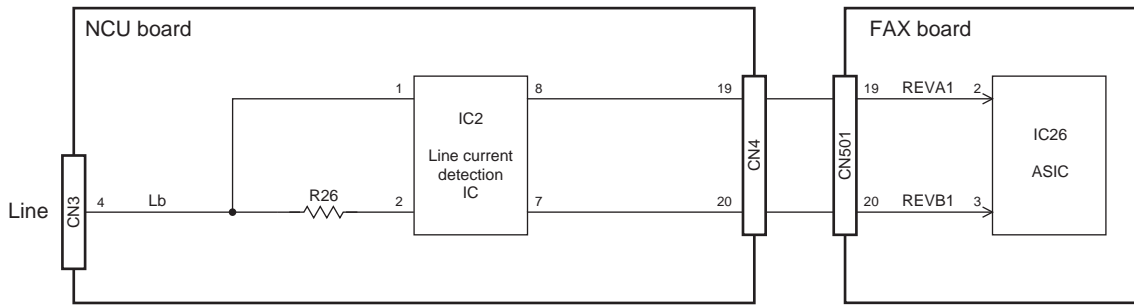 NCU board
FAX board
1
8
19
19
REVA1
2
IC2
Line current
detection
IC
IC26
ASIC
CN4
CN501
Line
CN3
4
Lb
R26
2
7
20
20
REVB1
3